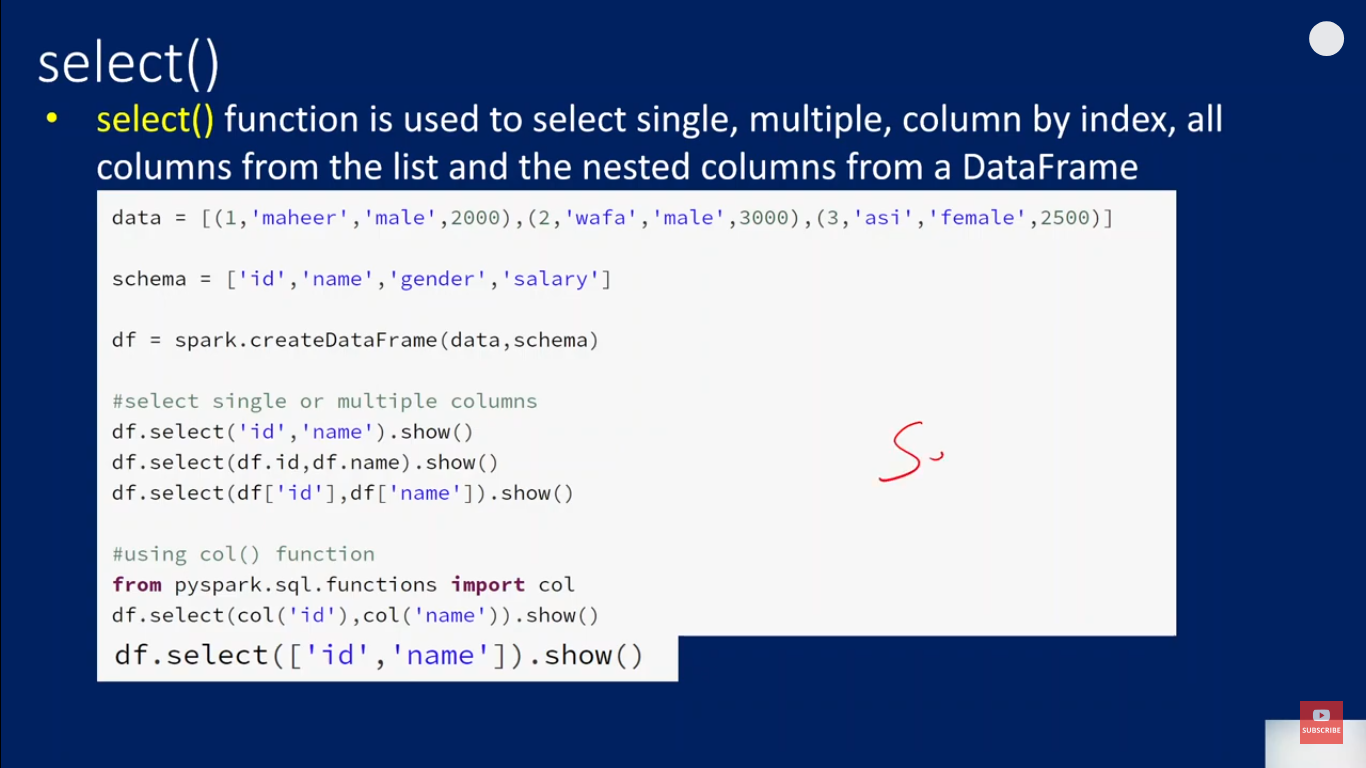 select()
• select() function is used to select single, multiple, column by index, all
columns from the list and the nested columns from a DataFrame
data = [(1,'maheer','male',2000),(2,'wafa','male',3000),(3,'asi','female',2500)]
schema = ['id','name','gender','salary']
df = spark.createDataFrame(data,schema)
#select single or multiple columns
df.select('id','name').show()
df.select(df.id,df.name).show()
df.select(df['id'],df['name']).show()
#using col() function
from pyspark.sql.functions import col
df.select(col('id'),col('name')).show()
df.select(['id','name']).show()
SUBSCRIBE